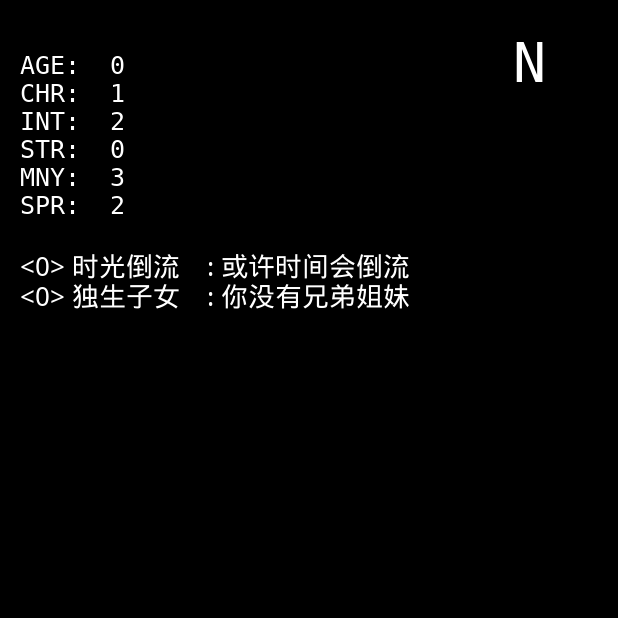 N
AGE: 0
CHR: 1
INT: 2
STR: 0
MNY: 3
SPR: 2
<O> 时光倒流 : 或许时间会倒流
<O> 独生子女 : 你没有兄弟姐妹